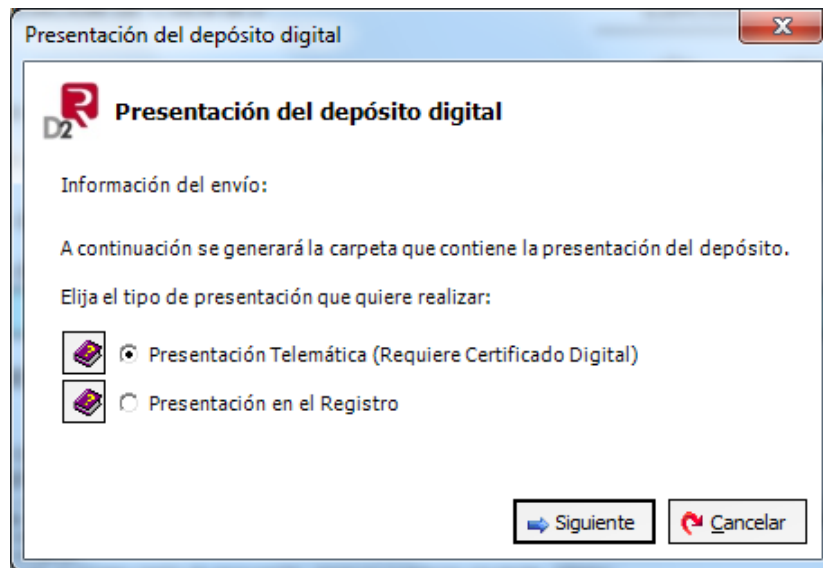 Presentación del depósito digital
D2 R Presentación del depósito digital
Información del envío:
A continuación se generará la carpeta que contiene la presentación del depósito.
Elija el tipo de presentación que quiere realizar:
Presentación Telemática (Requiere Certificado Digital)
Presentación en el Registro
Siguiente Cancelar